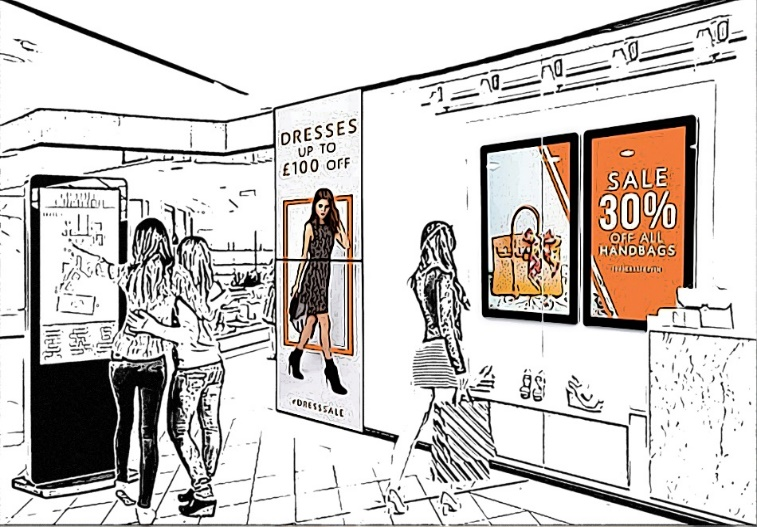 DRESSES
UP TO
£100 OFF
#DRESSSALE
SALE
30%
OFF ALL
HANDBAGS